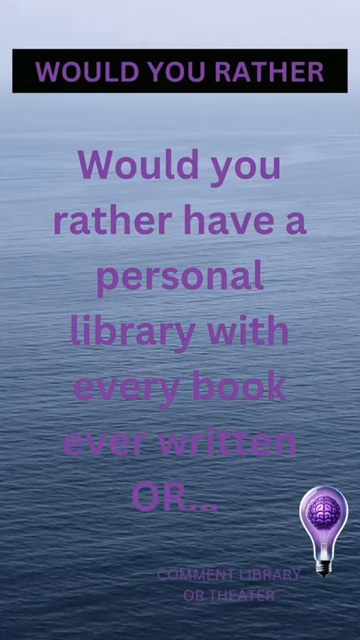 WOULD YOU RATHER
Would you
rather have a
personal
library with
every book
ever written
OR...
COMMENT LIBRARY
OR THEATER